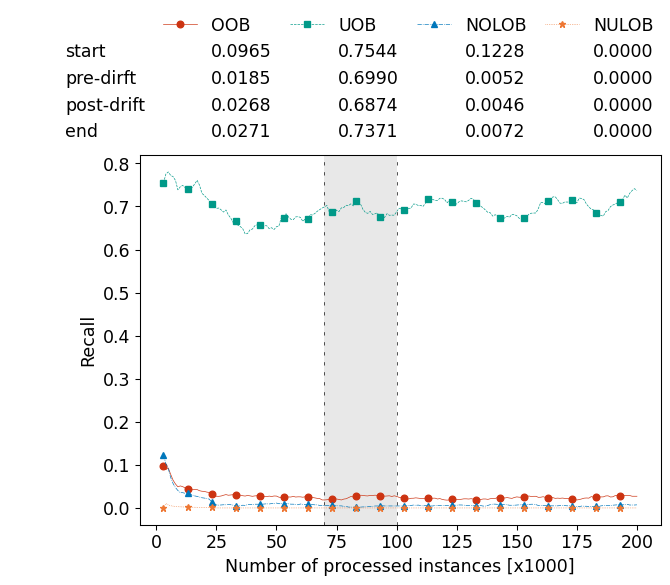 OOB UOB NOLOB NULOB
start 0.0965 0.7544 0.1228 0.0000
pre-dirft 0.0185 0.6990 0.0052 0.0000
post-drift 0.0268 0.6874 0.0046 0.0000
end 0.0271 0.7371 0.0072 0.0000
0.8
0.7
0.6
0.5
0.4
0.3
0.2
0.1
0.0
Recall
0 25 50 75 100 125 150 175 200
Number of processed instances [x1000]